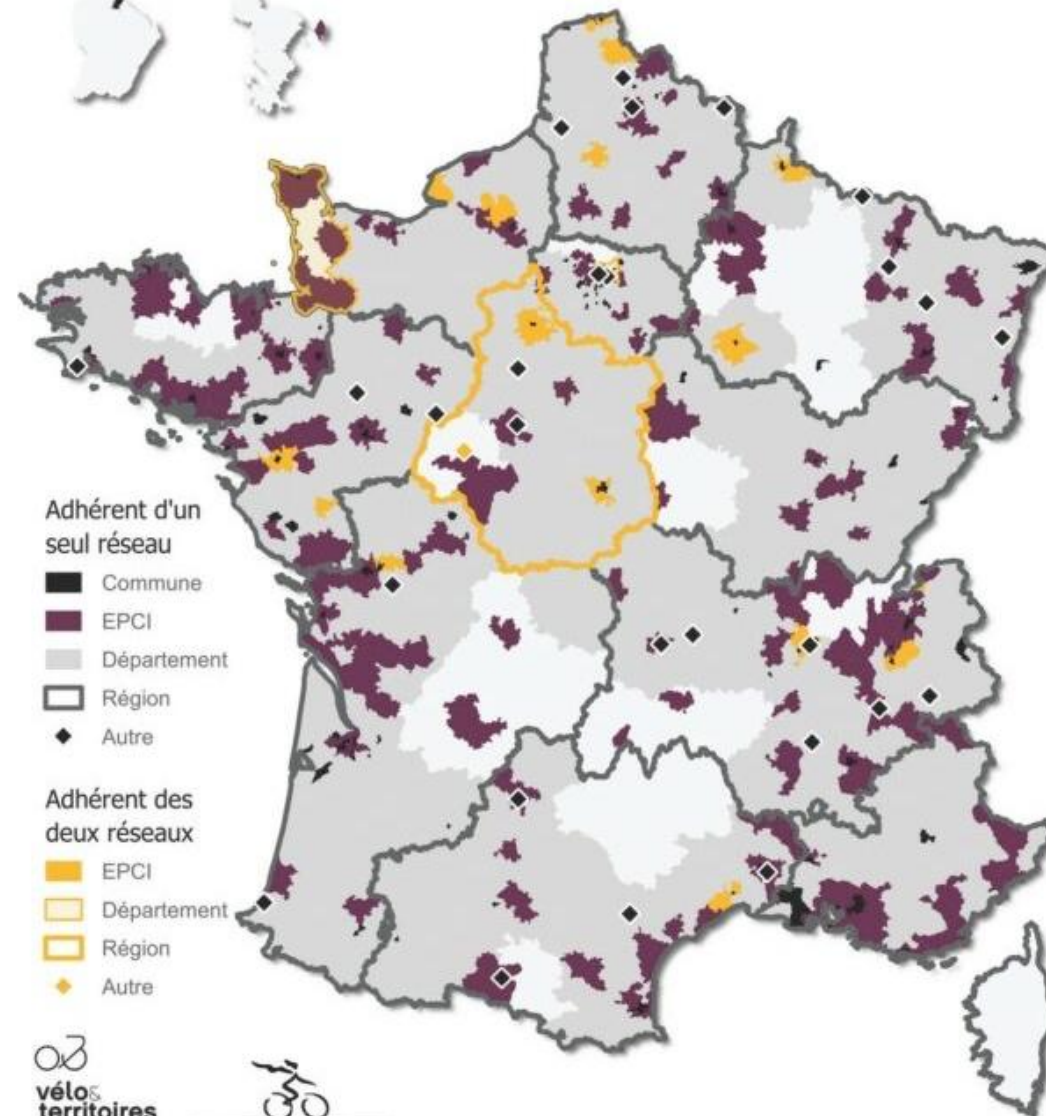 Adhérent d'un
seul réseau
Commune
EPCI
Département
Région
Autre
Adhérent des
deux réseaux
EPCI
Département
Région
Autre
vélo&
territoires